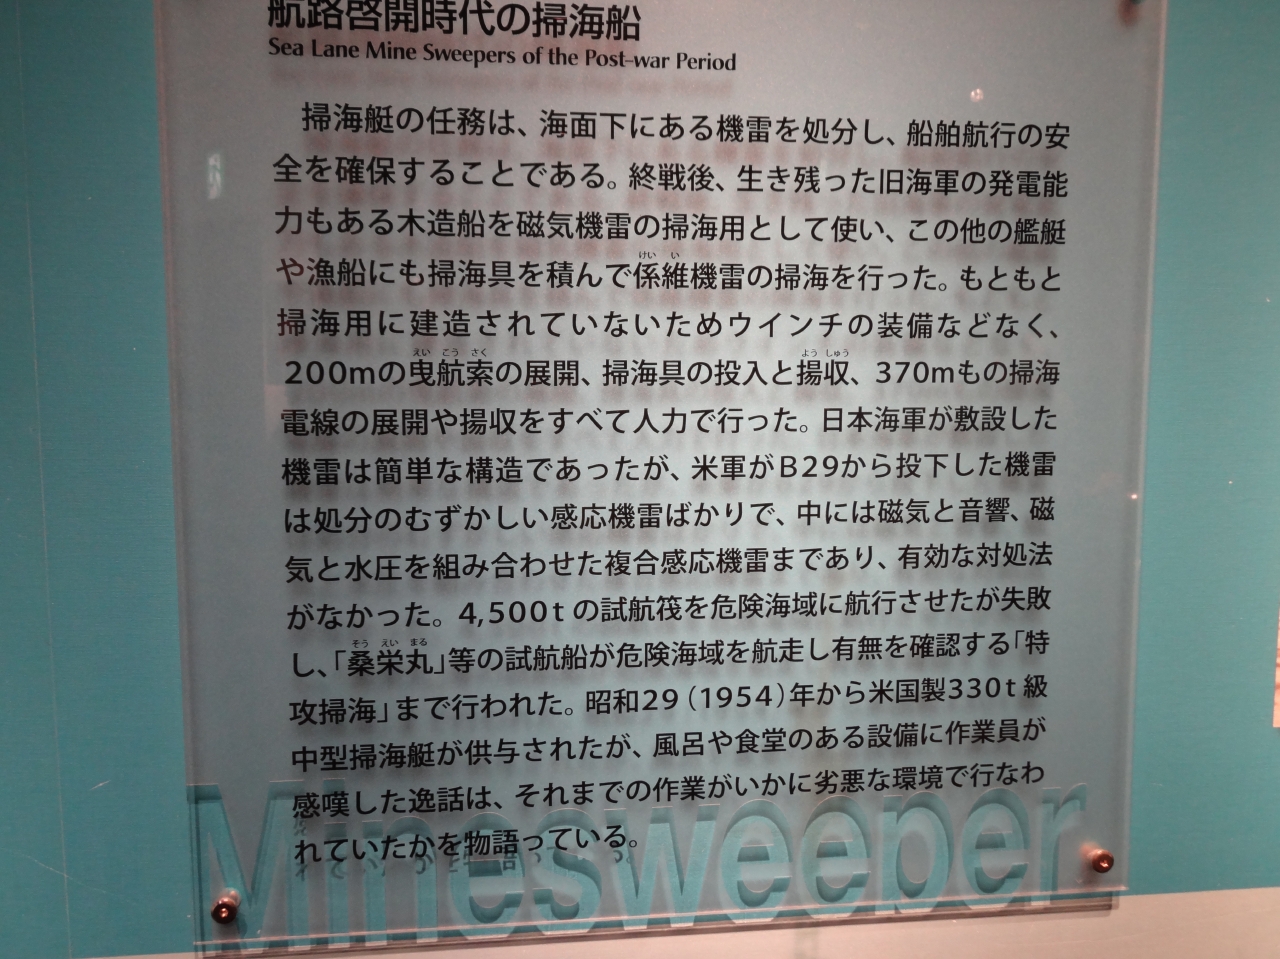 航路啓開時代の掃海船
Sea Lane Mine Sweepers of the Post-war Period
掃海艇の任務は、海面下にある機雷を処分し、船舶航行の安
全を確保することである。終戦後、生き残った旧海軍の発電能
力もある木造船を磁気機雷の掃海用として使い、この他の艦艇
や漁船にも掃海具を積んで係維機雷の掃海を行った。もともと
掃海用に建造されていないためウインチの装備などなく、
200mの曳航索の展開、掃海具の投入と揚収、370mもの掃海
電線の展開や揚収をすべて人力で行った。日本海軍が敷設した
機雷は簡単な構造であったが、米軍がB29から投下した機雷
は処分のむずかしい感応機雷ばかりで、中には磁気と音響、磁
気と水圧を組み合わせた複合感応機雷まであり、有効な対処法
がなかった。4,500tの試航筏を危険海域に航行させたが失敗
し、「桑栄丸」等の試航船が危険海域を航走し有無を確認する「特
攻掃海」まで行われた。昭和29（1954）年から米国製330t級
中型掃海艇が供与されたが、風呂や食堂のある設備に作業員が
感嘆した逸話は、それまでの作業がいかに劣悪な環境で行なわ
れていたかを物語っている。
Minesweeper